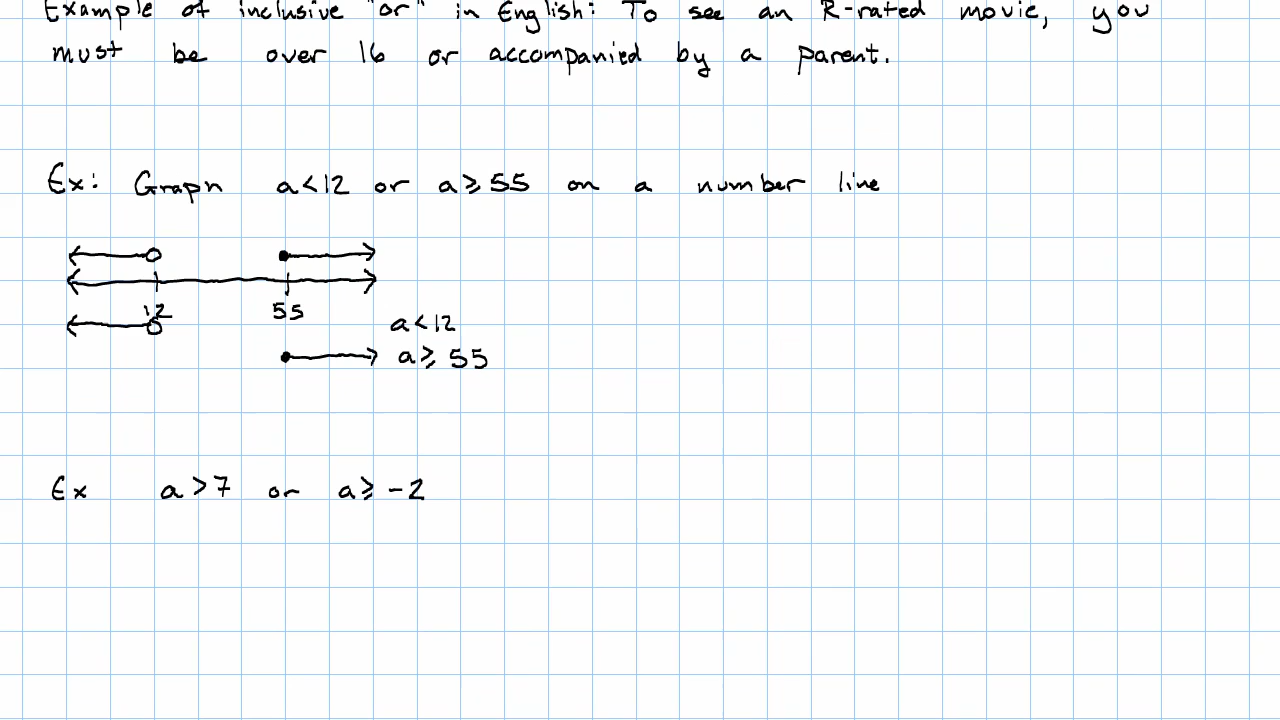 Example of inclusive "or" in English: To see an R-rated movie, you
must be over 16 or accompanied by a parent.
Ex: Graph a<12 or a≥55 on a number line
12 55
a<12
a≥55
Ex a>7 or a≥-2